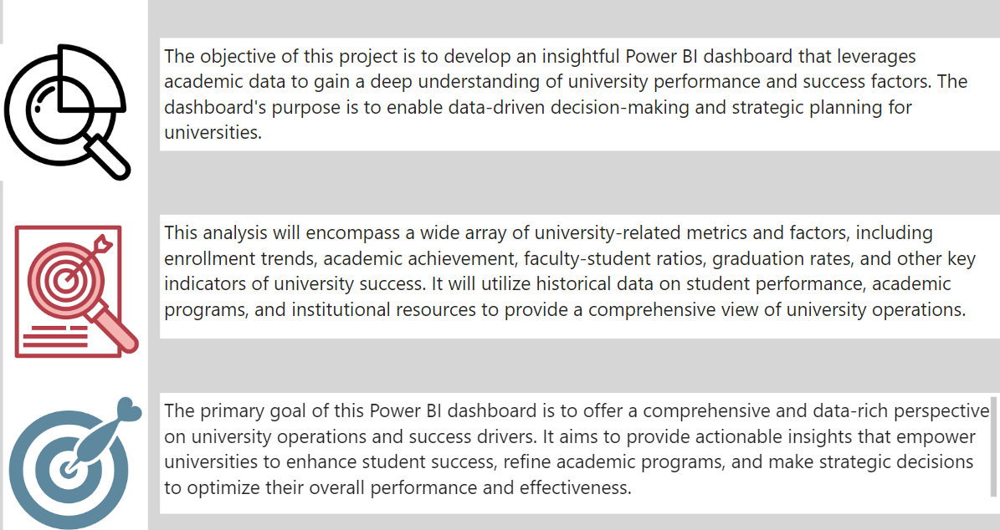 The objective of this project is to develop an insightful Power BI dashboard that leverages
academic data to gain a deep understanding of university performance and success factors. The
dashboard's purpose is to enable data-driven decision-making and strategic planning for
universities.
This analysis will encompass a wide array of university-related metrics and factors, including
enrollment trends, academic achievement, faculty-student ratios, graduation rates, and other key
indicators of university success. It will utilize historical data on student performance, academic
programs, and institutional resources to provide a comprehensive view of university operations.
The primary goal of this Power BI dashboard is to offer a comprehensive and data-rich perspective
on university operations and success drivers. It aims to provide actionable insights that empower
universities to enhance student success, refine academic programs, and make strategic decisions
to optimize their overall performance and effectiveness.